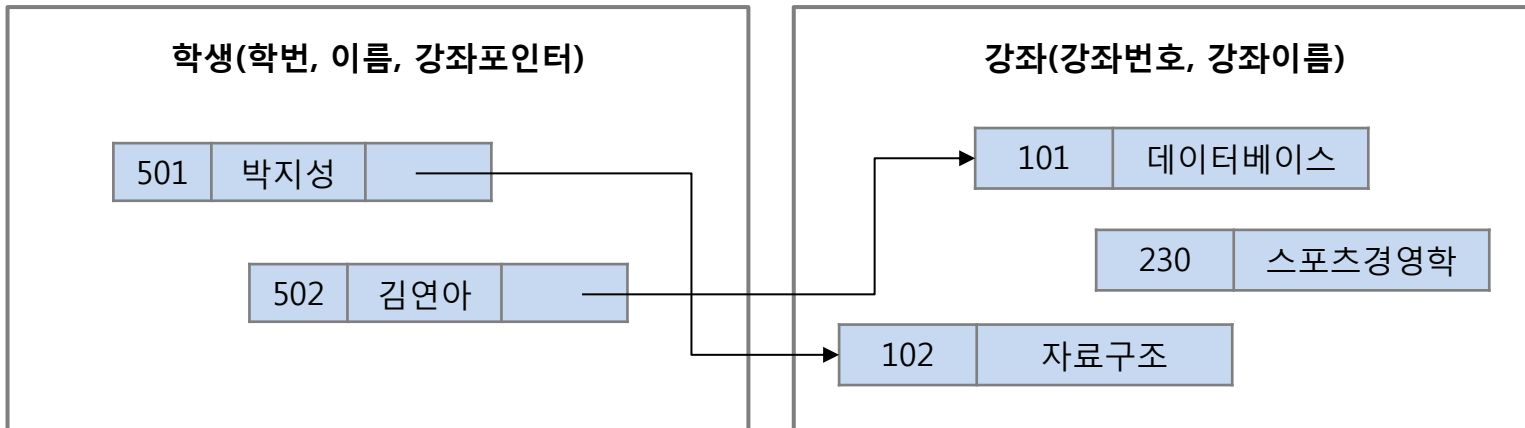 학생(학번, 이름, 강좌포인터)
501 박지성
502 김연아
강좌(강좌번호, 강좌이름)
101 데이터베이스
230 스포츠경영학
102 자료구조